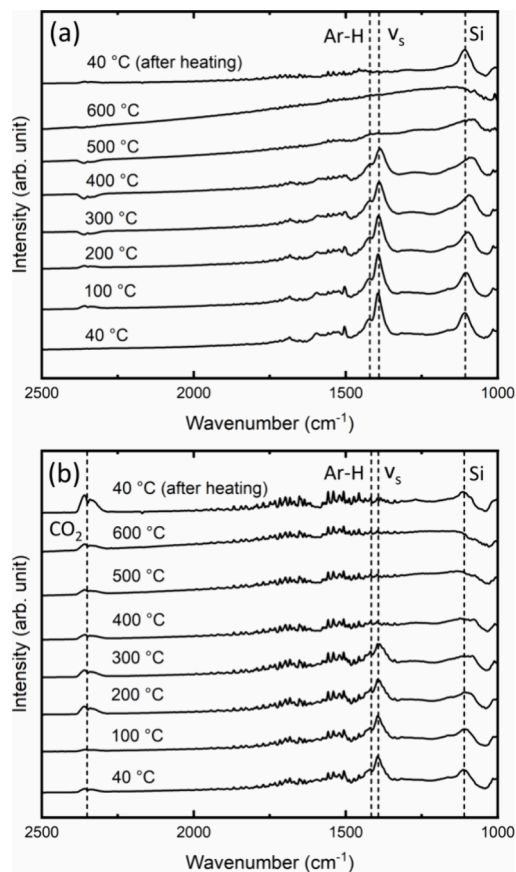 (a)
Ar-H
νs
Si
40 °C (after heating)
600 °C
500 °C
400 °C
300 °C
200 °C
100 °C
40 °C
Intensity (arb. unit)
2500
2000
1500
1000
Wavenumber (cm⁻¹)
(b)
Ar-H
νs
Si
40 °C (after heating)
CO₂
600 °C
500 °C
400 °C
300 °C
200 °C
100 °C
40 °C
Intensity (arb. unit)
2500
2000
1500
1000
Wavenumber (cm⁻¹)